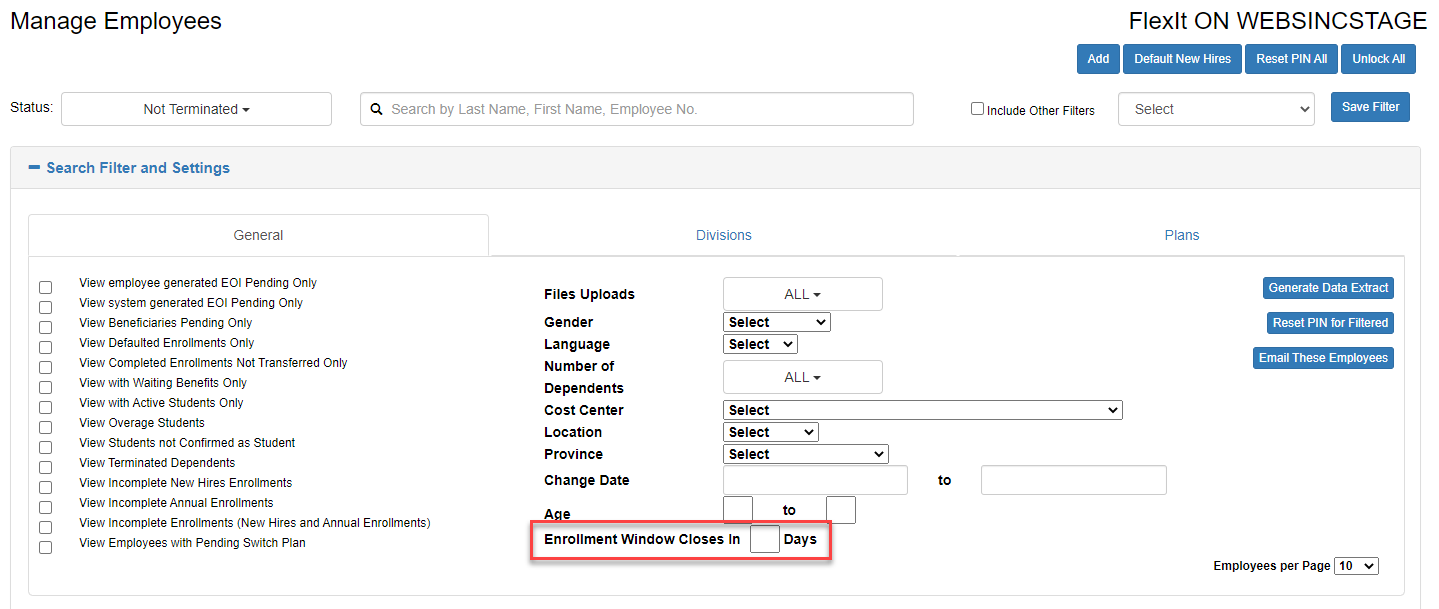 Manage Employees
FlexIt ON WEBSINCSTAGE
Add
Default New Hires
Reset PIN All
Unlock All
Status:
Not Terminated
Search by Last Name, First Name, Employee No.
Include Other Filters
Select
Save Filter
Search Filter and Settings
General
Divisions
Plans
View employee generated EOI Pending Only
View system generated EOI Pending Only
View Beneficiaries Pending Only
View Defaulted Enrollments Only
View Completed Enrollments Not Transferred Only
View with Waiting Benefits Only
View with Active Students Only
View Overage Students
View Students not Confirmed as Student
View Terminated Dependents
View Incomplete New Hires Enrollments
View Incomplete Annual Enrollments
View Incomplete Enrollments (New Hires and Annual Enrollments)
View Employees with Pending Switch Plan
Files Uploads
ALL
Gender
Select
Language
Select
Number of
Dependents
ALL
Cost Center
Select
Location
Select
Province
Select
Change Date
to
Age
to
Enrollment Window Closes In
Days
Generate Data Extract
Reset PIN for Filtered
Email These Employees
Employees per Page
10